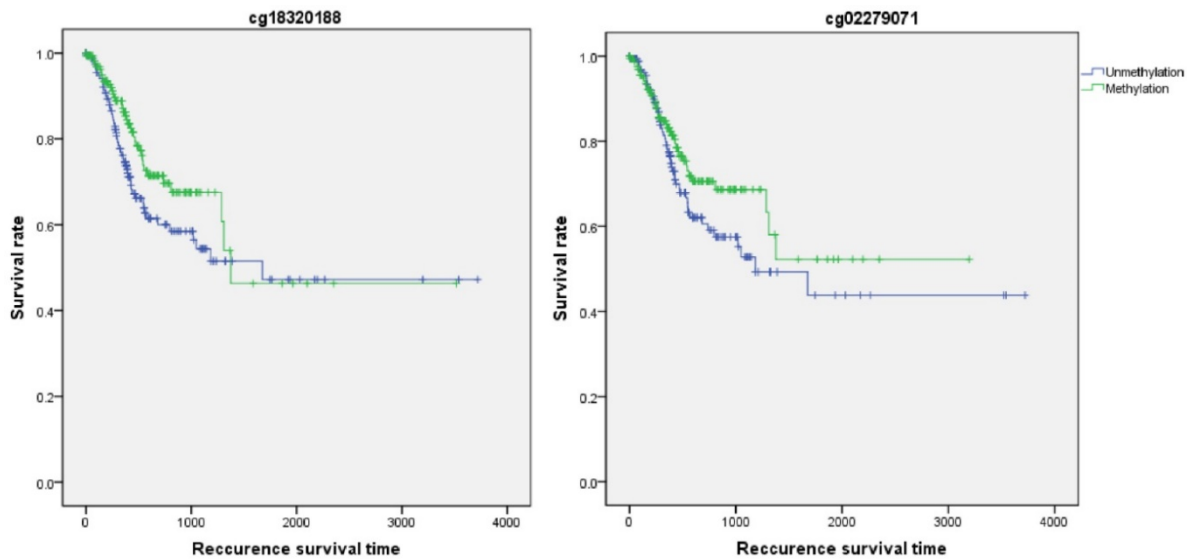 cg18320188
cg02279071
Unmethylation
Methylation
Survival rate
1.0
0.8
0.6
0.4
0.2
0.0
0
1000
2000
3000
4000
Reccurence survival time
Survival rate
1.0
0.8
0.6
0.4
0.2
0.0
0
1000
2000
3000
4000
Reccurence survival time